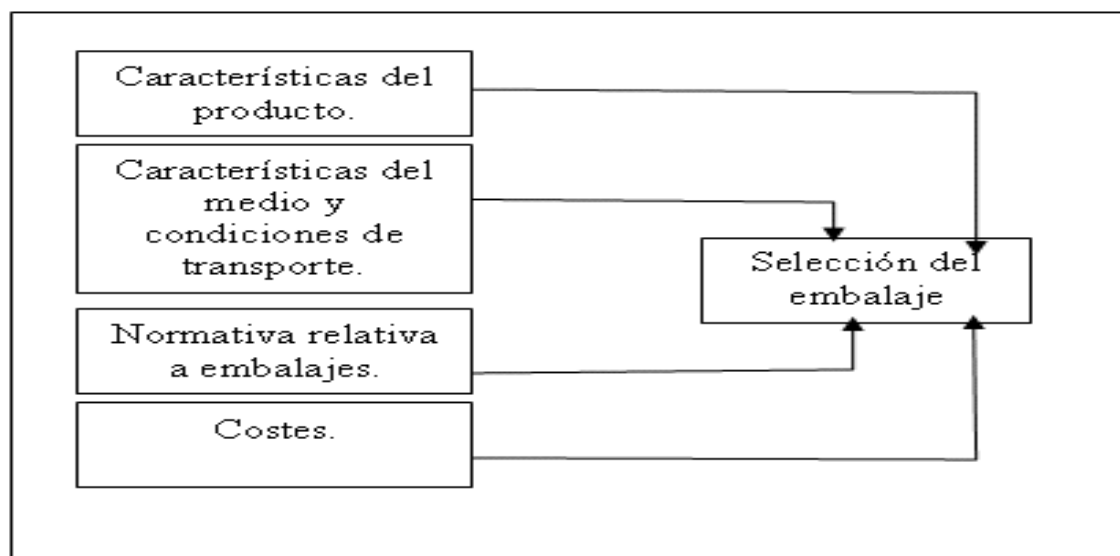 Características del
producto.
Características del
medio y
condiciones de
transporte.
Normativa relativa
a embalajes.
Costes.
Selección del
embalaje